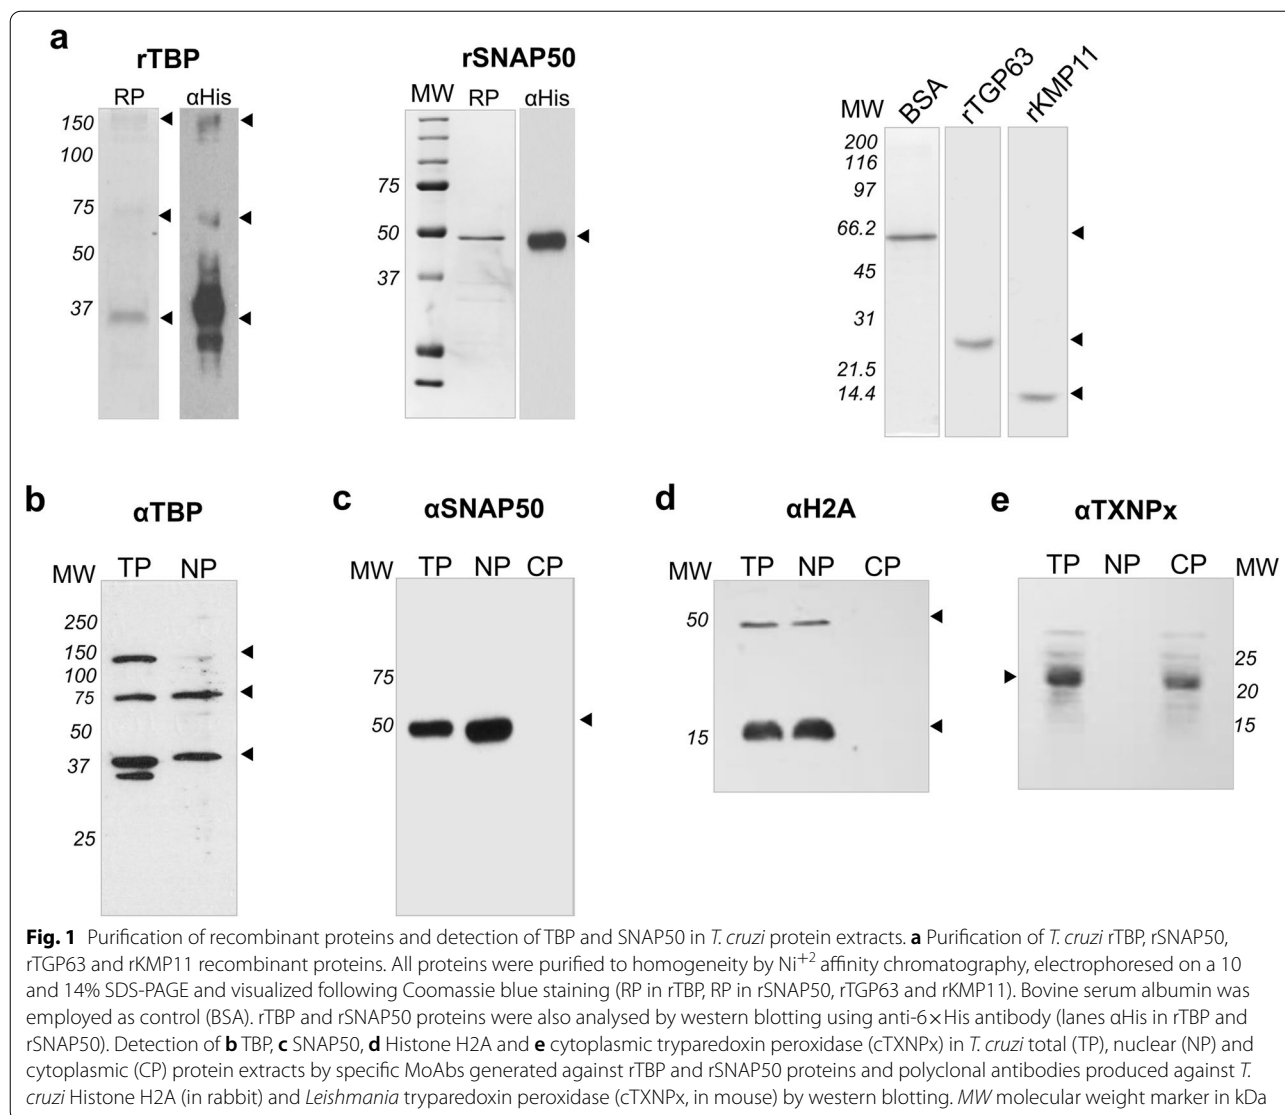 a
rTBP
RP αHis
150
100
75
50
37
rSNAP50
MW RP αHis
75
50
37
MW BSA rTGP63 rKMP11
200
116
97
66.2
45
31
21.5
14.4
b
αTBP
MW TP NP
250
150
100
75
50
37
25
c
αSNAP50
MW TP NP CP
75
50
d
αH2A
MW TP NP CP
50
15
e
αTXNPx
TP NP CP MW
25
20
15
Fig. 1 Purification of recombinant proteins and detection of TBP and SNAP50 in T. cruzi protein extracts. a Purification of T. cruzi rTBP, rSNAP50,
rTGP63 and rKMP11 recombinant proteins. All proteins were purified to homogeneity by Ni+2 affinity chromatography, electrophoresed on a 10
and 14% SDS-PAGE and visualized following Coomassie blue staining (RP in rTBP, RP in rSNAP50, rTGP63 and rKMP11). Bovine serum albumin was
employed as control (BSA). rTBP and rSNAP50 proteins were also analysed by western blotting using anti-6×His antibody (lanes αHis in rTBP and
rSNAP50). Detection of b TBP, c SNAP50, d Histone H2A and e cytoplasmic tryparedoxin peroxidase (cTXNPx) in T. cruzi total (TP), nuclear (NP) and
cytoplasmic (CP) protein extracts by specific MoAbs generated against rTBP and rSNAP50 proteins and polyclonal antibodies produced against T.
cruzi Histone H2A (in rabbit) and Leishmania tryparedoxin peroxidase (cTXNPx, in mouse) by western blotting. MW molecular weight marker in kDa